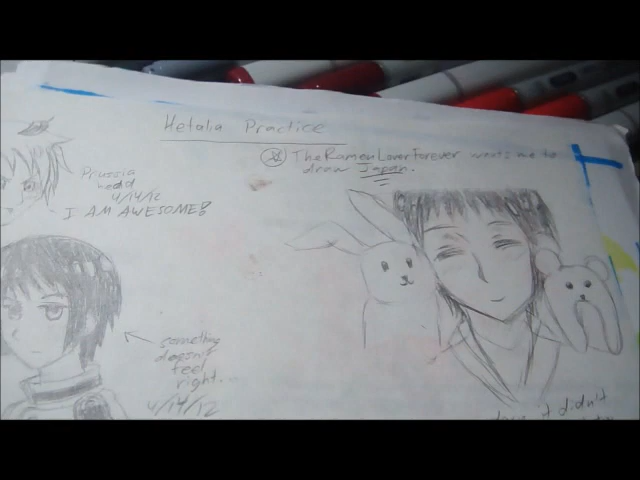 Hetalia Practice
TheRamenLoverForever wants me to
draw Japan.
Prussia
head
4/14/12
I AM AWESOME!
something
doesn't
feel
right...
4/14/12
it didn't